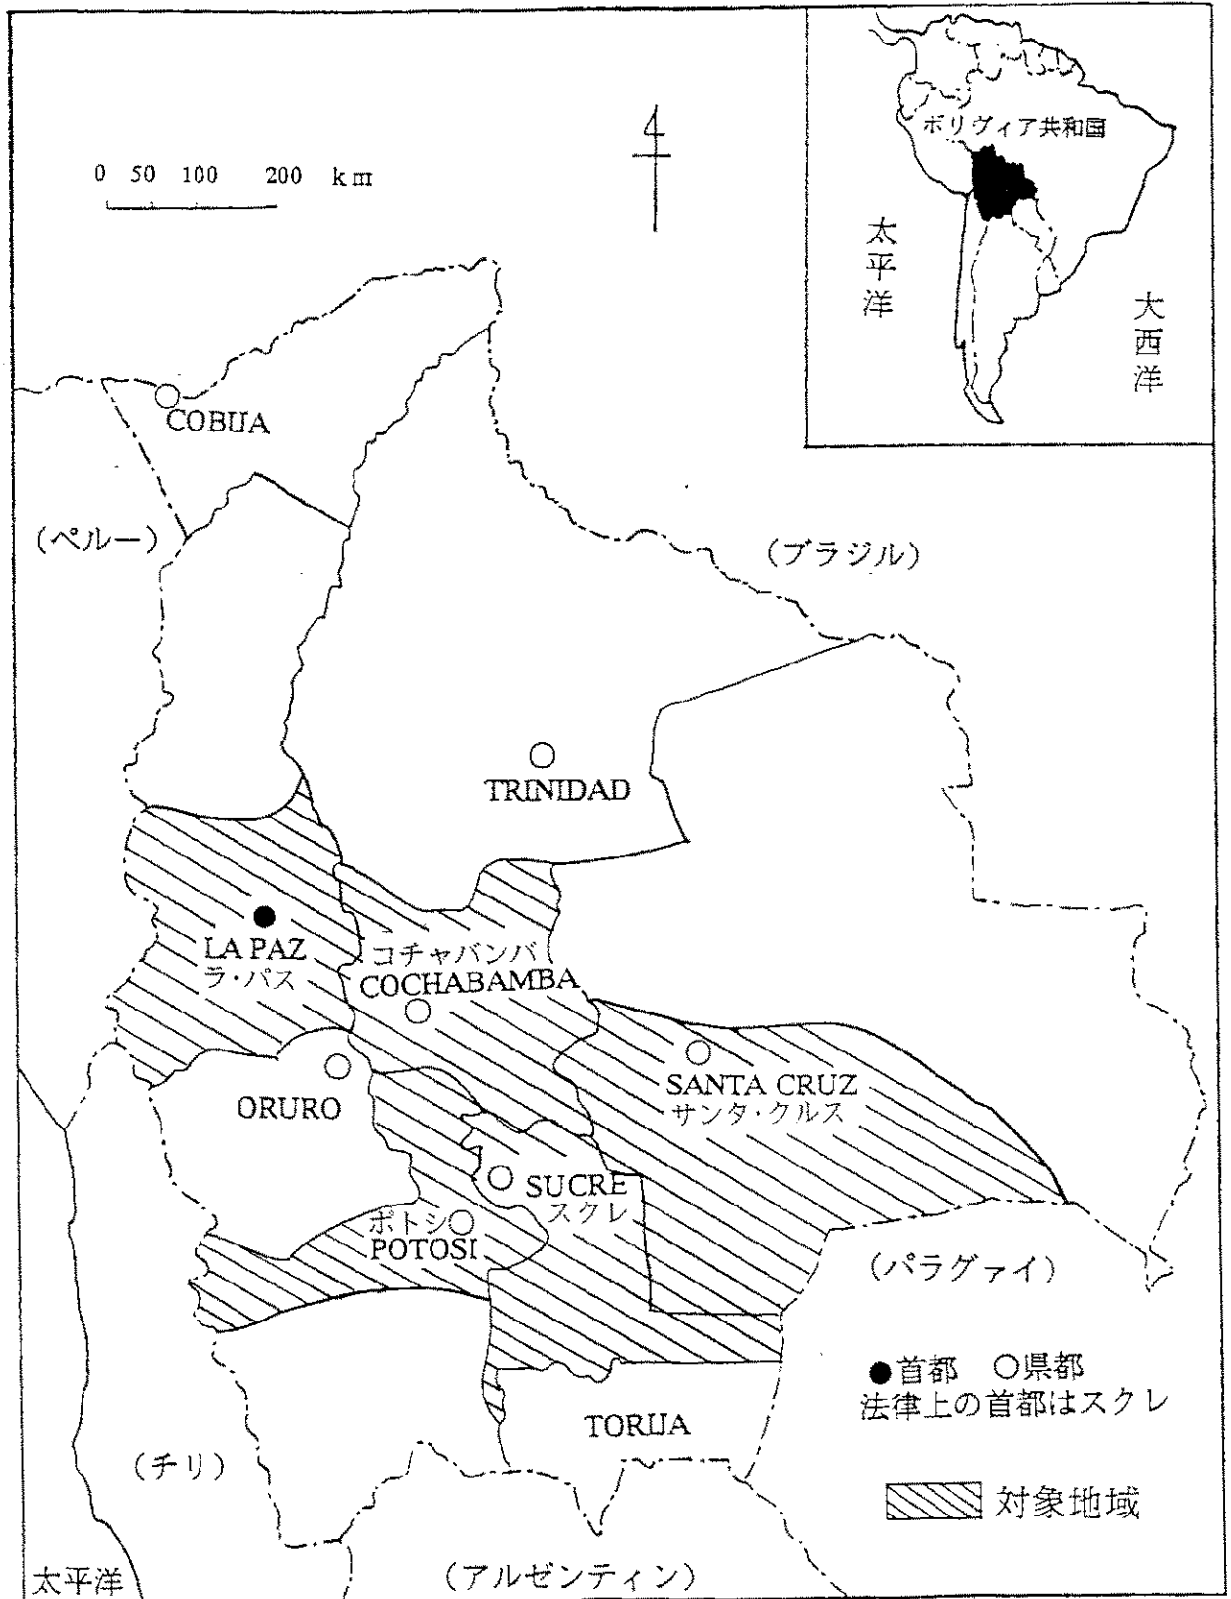 0 50 100 200 km
4
ボリヴィア共和国
太平洋
大西洋
COBIJA
(ペルー)
(ブラジル)
TRINIDAD
LA PAZ
ラ・パス
コチャバンバ
COCHABAMBA
ORURO
SANTA CRUZ
サンタ・クルス
SUCRE
スクレ
ポトシ
POTOSI
(パラグァイ)
●首都 ○県都
法律上の首都はスクレ
TORIJA
(チリ)
対象地域
太平洋
(アルゼンティン)